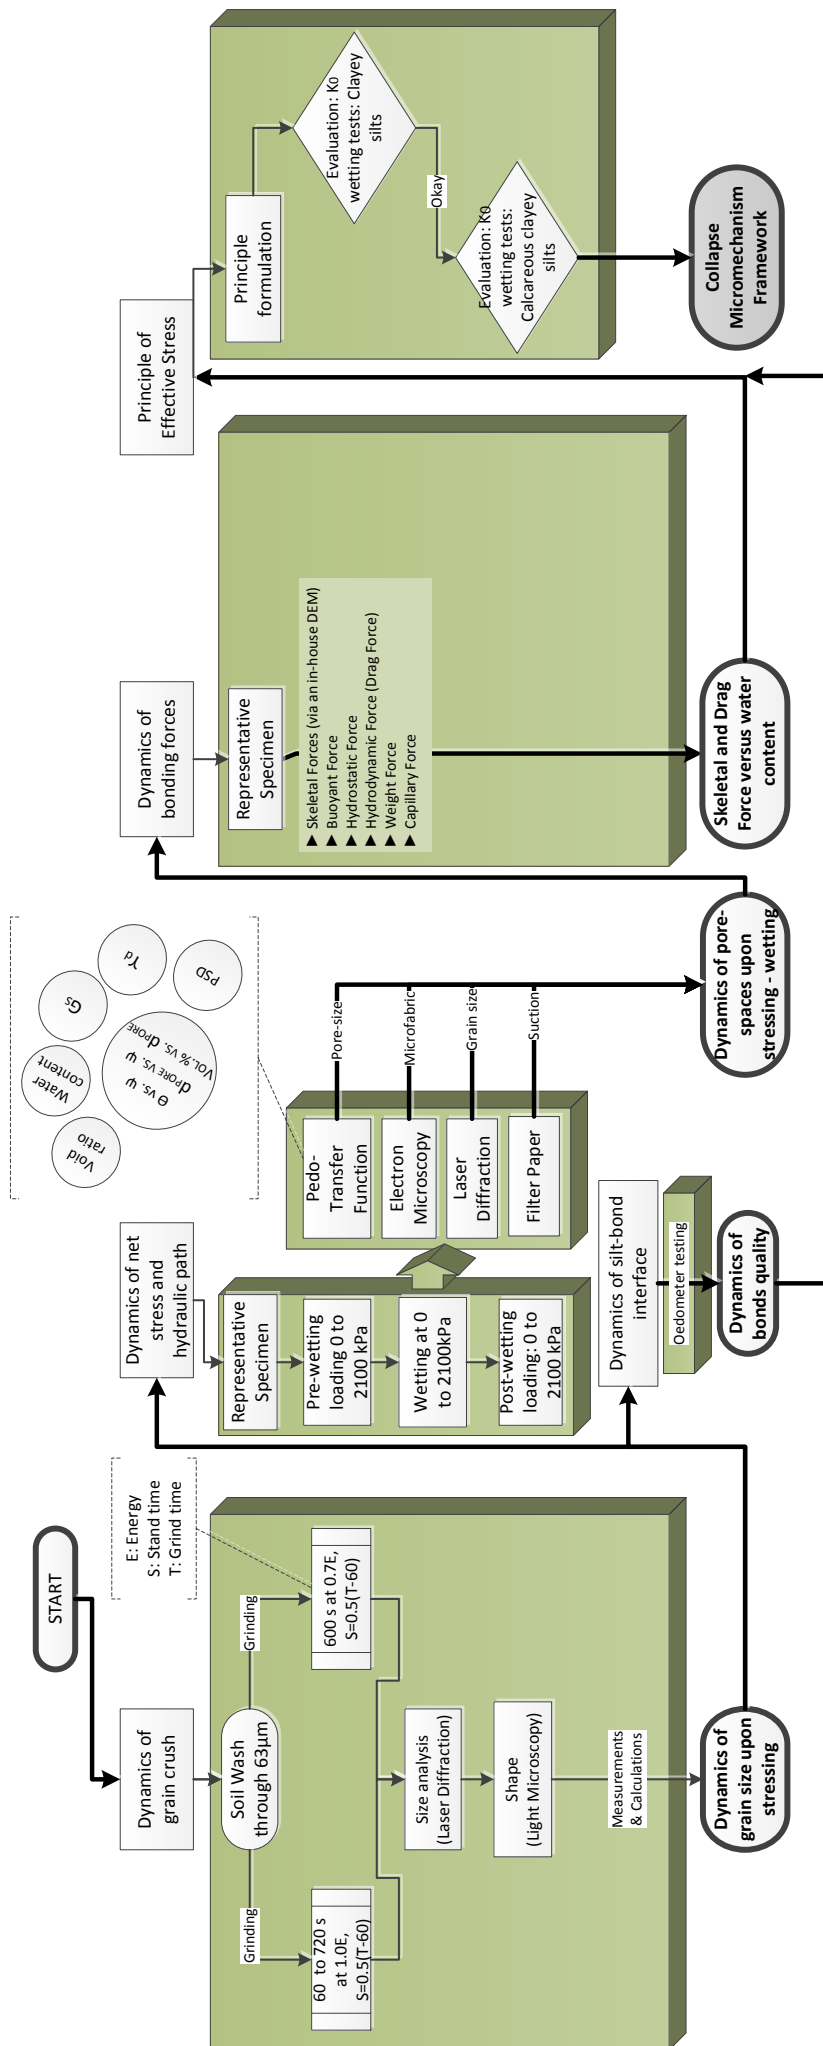 START
E: Energy
S: Stand time
T: Grind time
Dynamics of
grain crush
Soil Wash
through 63µm
Grinding
Grinding
60 to 720 s
at 1.0E,
S=0.5(T-60)
600 s at 0.7E,
S=0.5(T-60)
Size analysis
(Laser Diffraction)
Shape
(Light Microscopy)
Measurements
& Calculations
Dynamics of
grain size upon
stressing
Dynamics of net
stress and
hydraulic path
Representative
Specimen
Pre-wetting
loading 0 to
2100 kPa
Wetting at 0
to 2100kPa
Post-wetting
loading: 0 to
2100 kPa
Dynamics of silt-bond
interface
Oedometer testing
Dynamics of
bonds quality
Void
ratio
Water
content
Gs
γd
PSD
Θ vs. ψ
dPORE vs. ψ
VOL.% VS. dPORE
Pedo-
Transfer
Function
Electron
Microscopy
Laser
Diffraction
Filter Paper
Pore-size
Microfabric
Grain size
Suction
Dynamics of pore-
spaces upon
stressing - wetting
Dynamics of
bonding forces
Representative
Specimen
▶ Skeletal Forces (via an in-house DEM)
▶ Buoyant Force
▶ Hydrostatic Force
▶ Hydrodynamic Force (Drag Force)
▶ Weight Force
▶ Capillary Force
Skeletal and Drag
Force versus water
content
Principle of
Effective Stress
Principle
formulation
Evaluation: K0
wetting tests: Clayey
silts
Okay
Evaluation: K0
wetting tests:
Calcareous clayey
silts
Collapse
Micromechanism
Framework